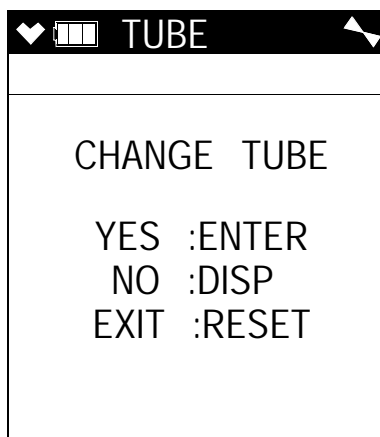 TUBE
CHANGE TUBE
YES :ENTER
NO :DISP
EXIT :RESET